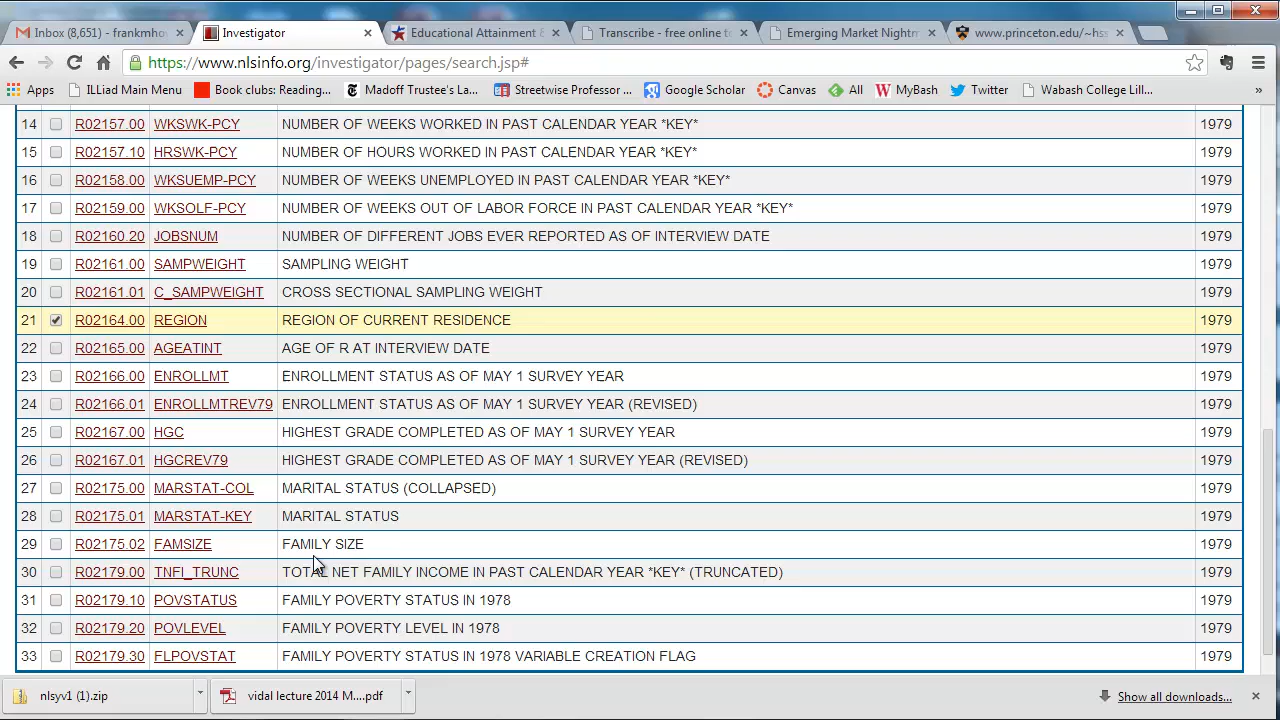 Inbox (8,651) - frankmho
Investigator
Educational Attainment &
Transcribe - free online to
Emerging Market Nightm
www.princeton.edu/~hss
https://www.nlsinfo.org/investigator/pages/search.jsp#
Apps ILLiad Main Menu Book clubs: Reading... Madoff Trustee's La... Streetwise Professor ... Google Scholar Canvas All MyBash Twitter Wabash College Lill... »
14 R02157.00 WKSWK-PCY NUMBER OF WEEKS WORKED IN PAST CALENDAR YEAR *KEY* 1979
15 R02157.10 HRSWK-PCY NUMBER OF HOURS WORKED IN PAST CALENDAR YEAR *KEY* 1979
16 R02158.00 WKSUEMP-PCY NUMBER OF WEEKS UNEMPLOYED IN PAST CALENDAR YEAR *KEY* 1979
17 R02159.00 WKSOLF-PCY NUMBER OF WEEKS OUT OF LABOR FORCE IN PAST CALENDAR YEAR *KEY* 1979
18 R02160.20 JOBSNUM NUMBER OF DIFFERENT JOBS EVER REPORTED AS OF INTERVIEW DATE 1979
19 R02161.00 SAMPWEIGHT SAMPLING WEIGHT 1979
20 R02161.01 C_SAMPWEIGHT CROSS SECTIONAL SAMPLING WEIGHT 1979
21 R02164.00 REGION REGION OF CURRENT RESIDENCE 1979
22 R02165.00 AGEATINT AGE OF R AT INTERVIEW DATE 1979
23 R02166.00 ENROLLMT ENROLLMENT STATUS AS OF MAY 1 SURVEY YEAR 1979
24 R02166.01 ENROLLMTREV79 ENROLLMENT STATUS AS OF MAY 1 SURVEY YEAR (REVISED) 1979
25 R02167.00 HGC HIGHEST GRADE COMPLETED AS OF MAY 1 SURVEY YEAR 1979
26 R02167.01 HGCREV79 HIGHEST GRADE COMPLETED AS OF MAY 1 SURVEY YEAR (REVISED) 1979
27 R02175.00 MARSTAT-COL MARITAL STATUS (COLLAPSED) 1979
28 R02175.01 MARSTAT-KEY MARITAL STATUS 1979
29 R02175.02 FAMSIZE FAMILY SIZE 1979
30 R02179.00 TNFI_TRUNC TOTAL NET FAMILY INCOME IN PAST CALENDAR YEAR *KEY* (TRUNCATED) 1979
31 R02179.10 POVSTATUS FAMILY POVERTY STATUS IN 1978 1979
32 R02179.20 POVLEVEL FAMILY POVERTY LEVEL IN 1978 1979
33 R02179.30 FLPOVSTAT FAMILY POVERTY STATUS IN 1978 VARIABLE CREATION FLAG 1979
nlsyv1 (1).zip vidal lecture 2014 M....pdf Show all downloads...